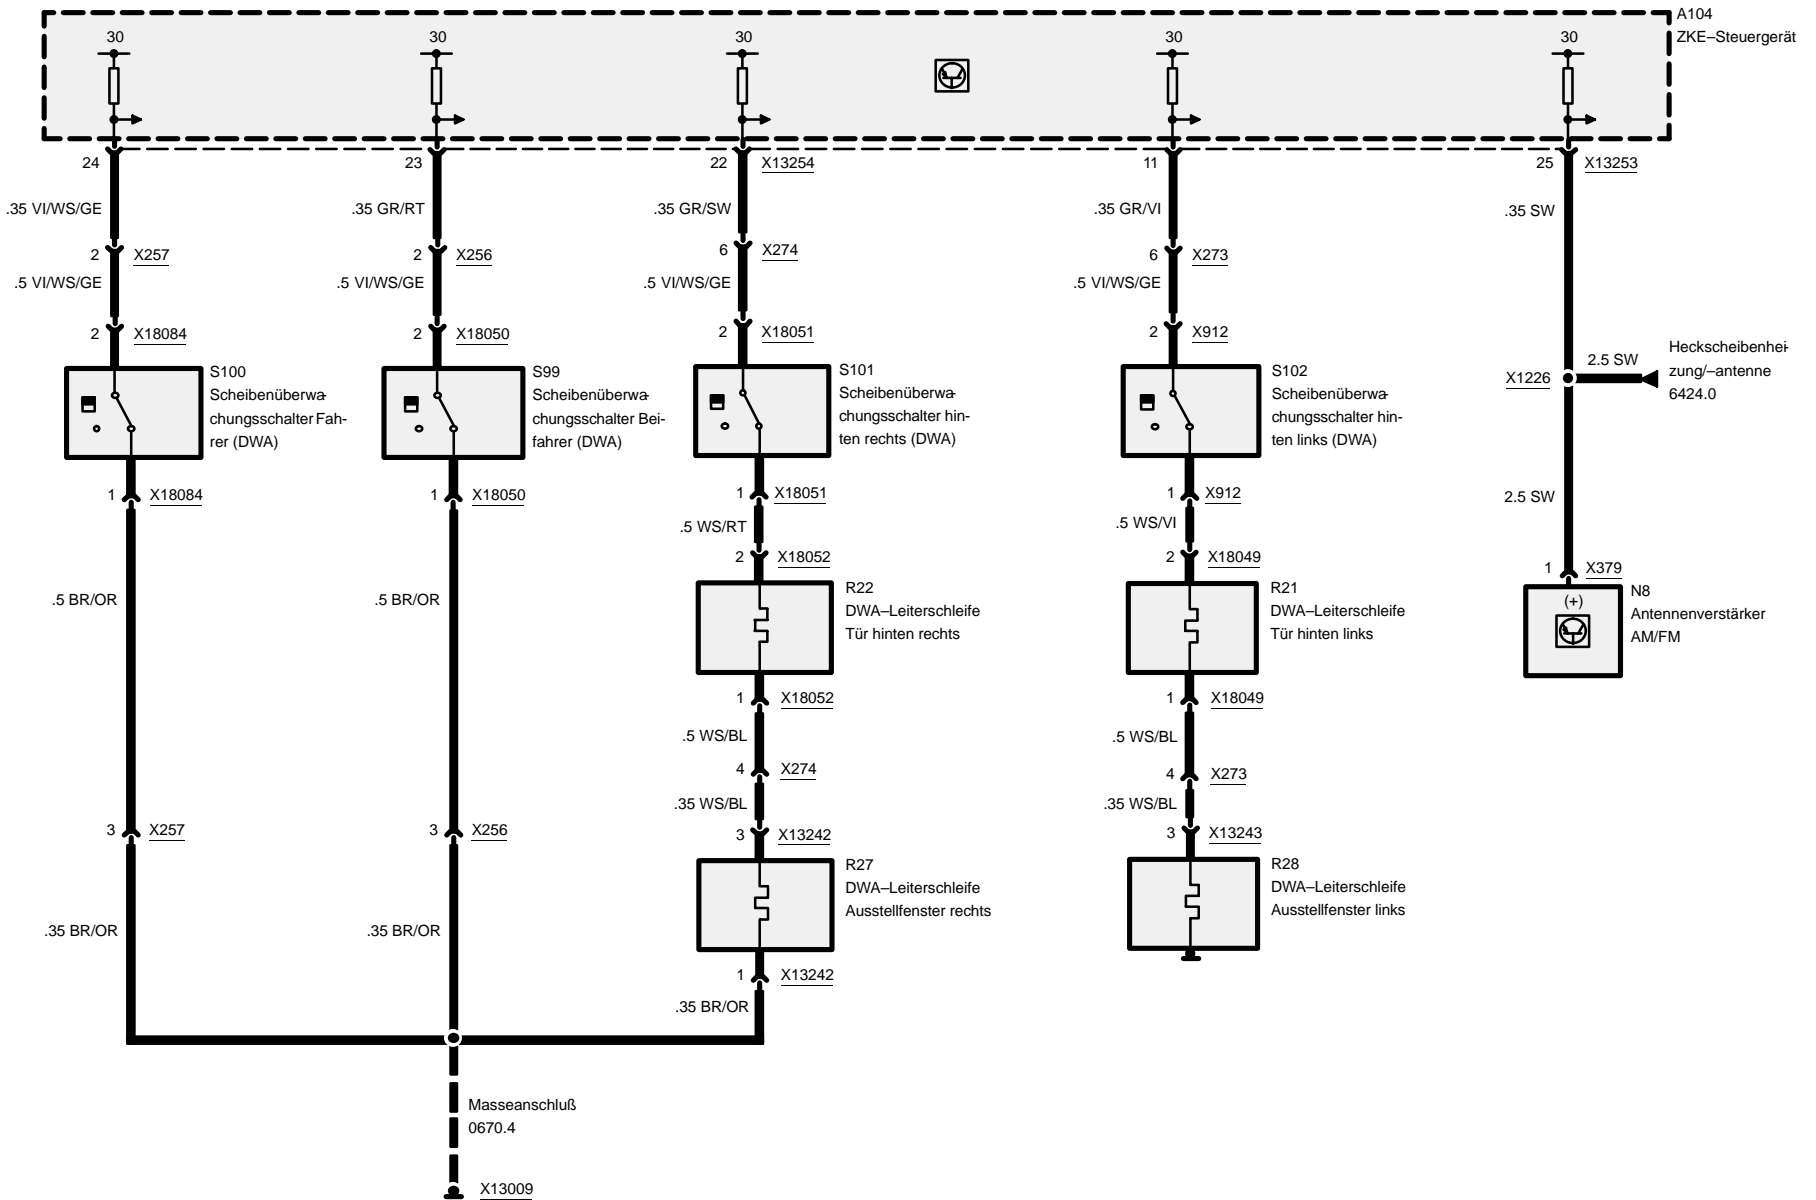 A104
ZKE–Steuergerät
30
30
30
30
30
24
23
22
X13254
11
25
X13253
.35 VI/WS/GE
.35 GR/RT
.35 GR/SW
.35 GR/VI
.35 SW
2
X257
2
X256
6
X274
6
X273
.5 VI/WS/GE
.5 VI/WS/GE
.5 VI/WS/GE
.5 VI/WS/GE
2
X18084
2
X18050
2
X18051
2
X912
S100
Scheibenüberwa-
chungsschalter Fah-
rer (DWA)
S99
Scheibenüberwa-
chungsschalter Bei-
fahrer (DWA)
S101
Scheibenüberwa-
chungsschalter hin-
ten rechts (DWA)
S102
Scheibenüberwa-
chungsschalter hin-
ten links (DWA)
X1226
2.5 SW
Heckscheibenhei-
zung/–antenne
6424.0
1
X18084
1
X18050
1
X18051
1
X912
2.5 SW
.5 WS/RT
.5 WS/VI
2
X18052
2
X18049
1
X379
.5 BR/OR
.5 BR/OR
R22
DWA–Leiterschleife
Tür hinten rechts
R21
DWA–Leiterschleife
Tür hinten links
(+)
N8
Antennenverstärker
AM/FM
1
X18052
1
X18049
.5 WS/BL
.5 WS/BL
4
X274
4
X273
.35 WS/BL
.35 WS/BL
3
X257
3
X256
3
X13242
3
X13243
R27
DWA–Leiterschleife
Ausstellfenster rechts
R28
DWA–Leiterschleife
Ausstellfenster links
.35 BR/OR
.35 BR/OR
1
X13242
.35 BR/OR
Masseanschluß
0670.4
X13009